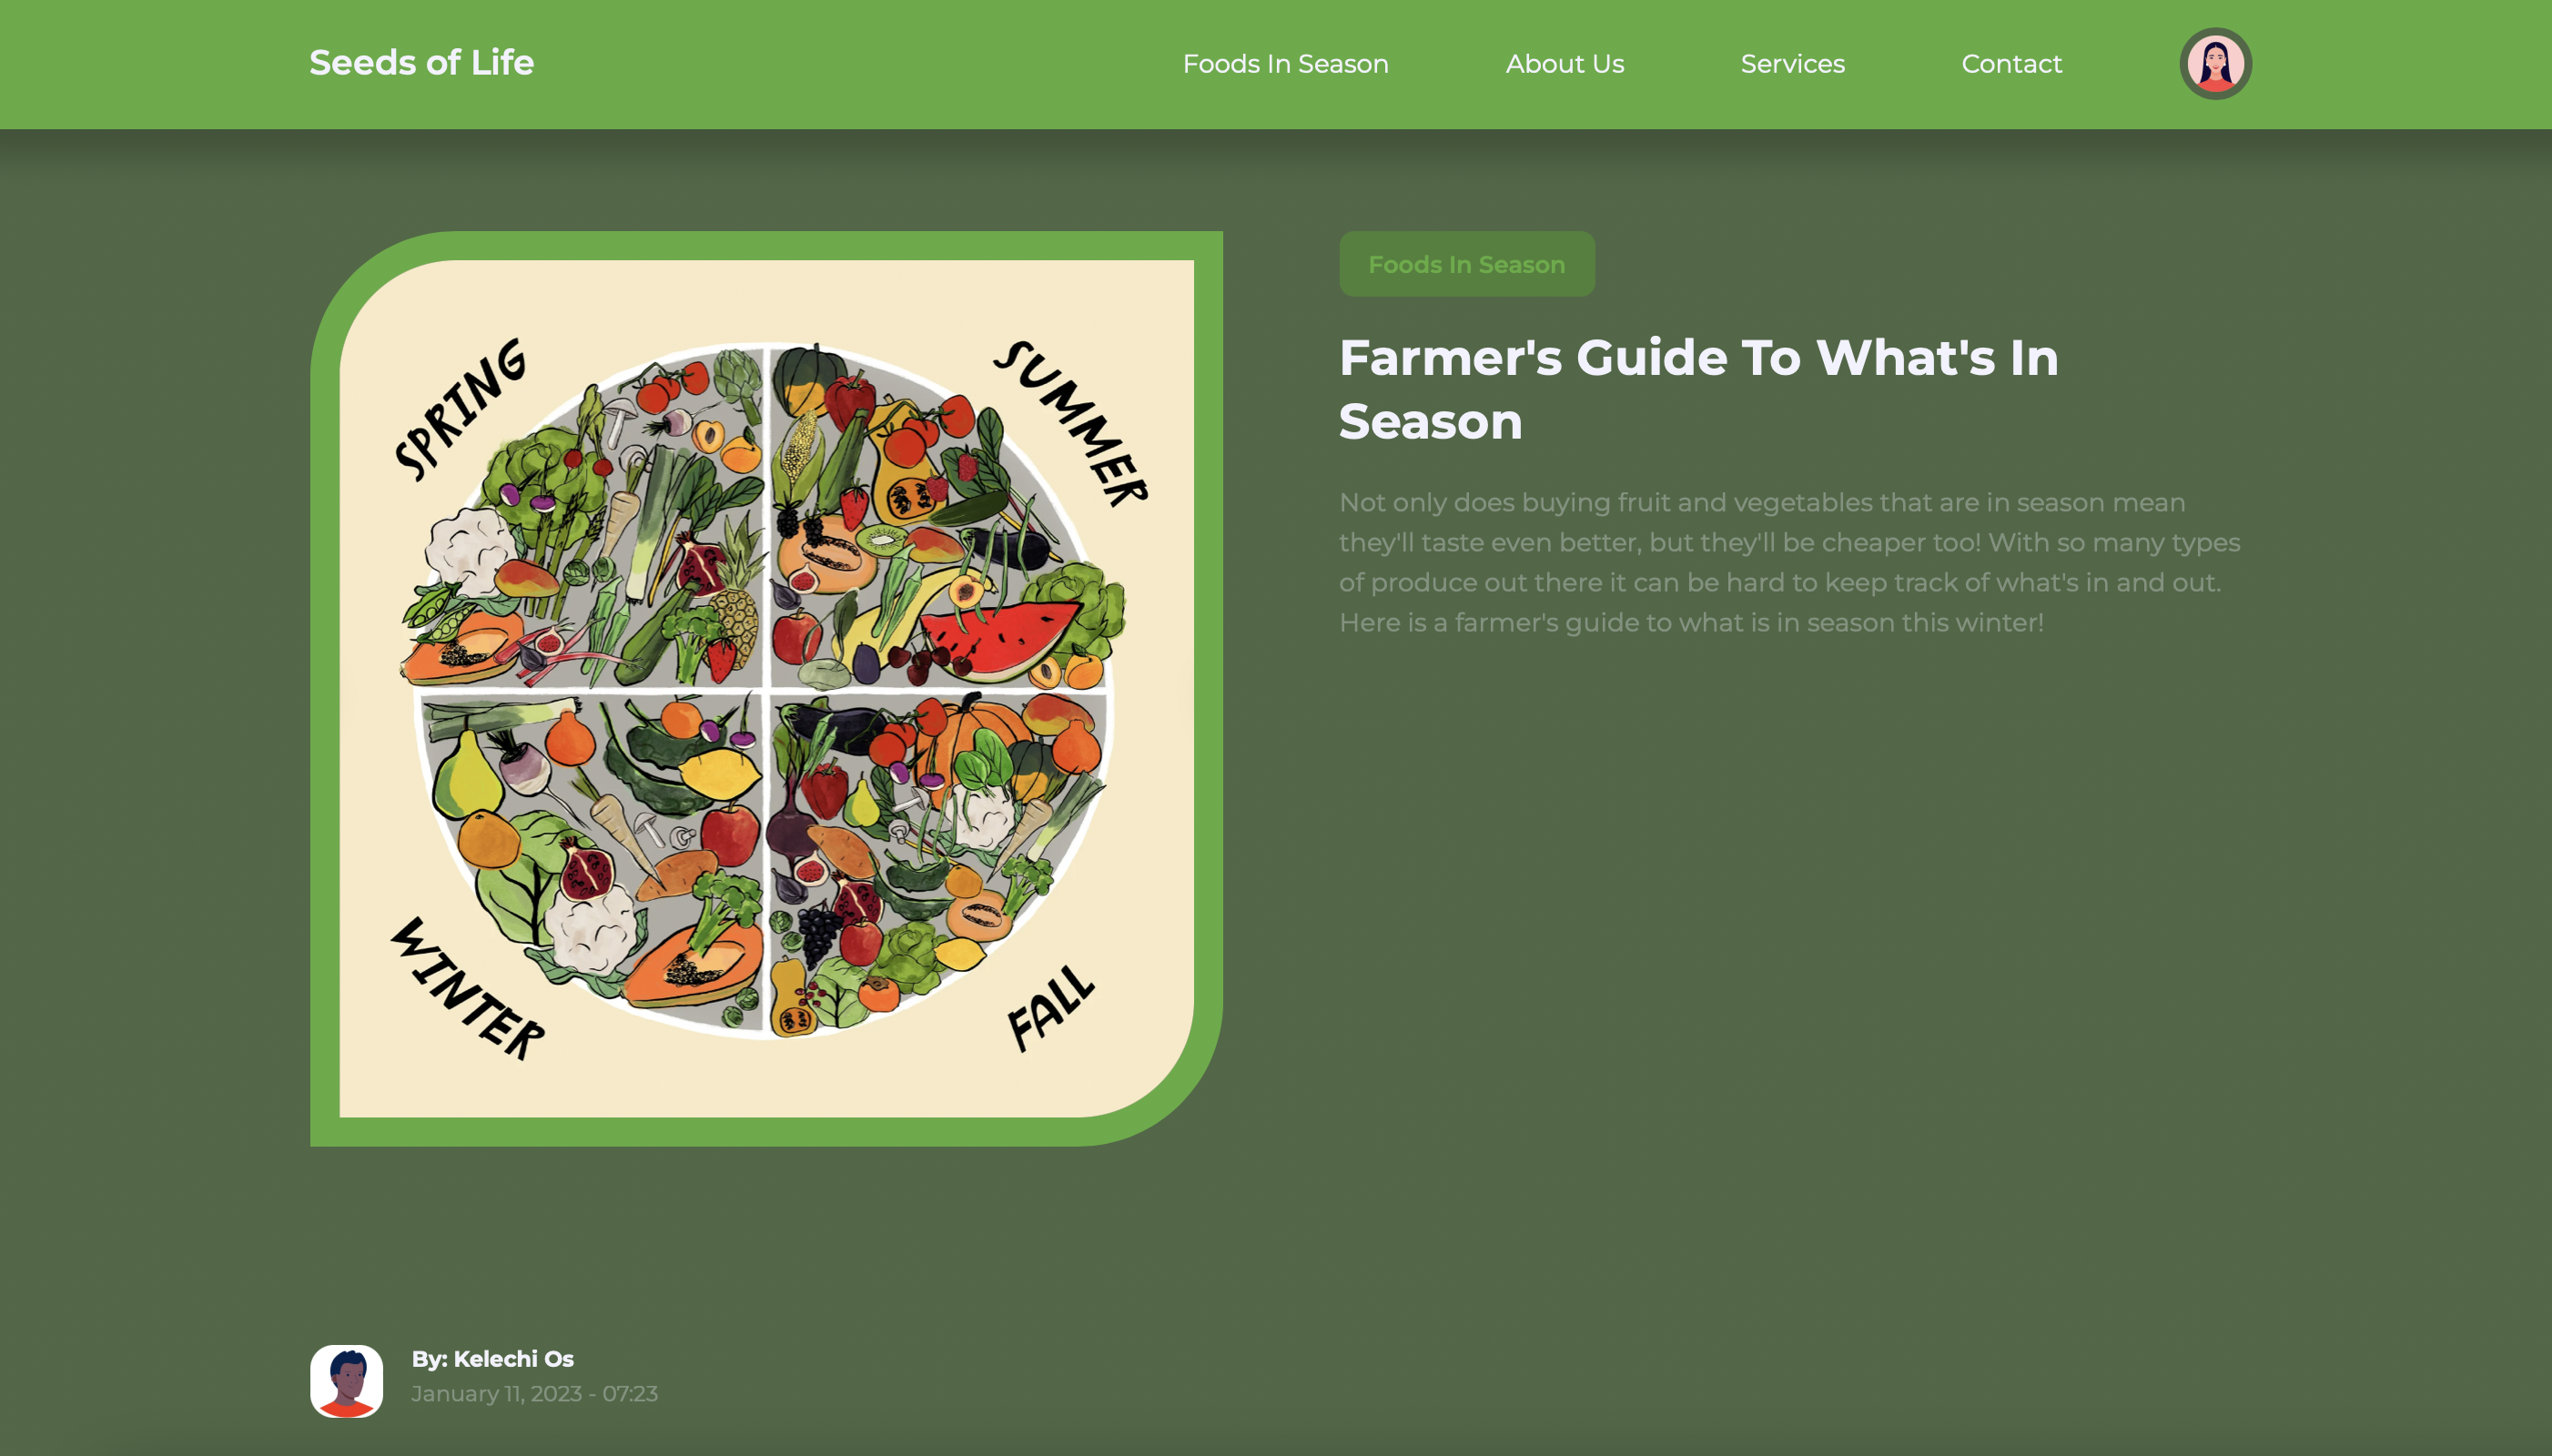 Seeds of Life
Foods In Season
About Us
Services
Contact
SPRING
SUMMER
WINTER
FALL
Foods In Season
Farmer's Guide To What's In
Season
Not only does buying fruit and vegetables that are in season mean
they'll taste even better, but they'll be cheaper too! With so many types
of produce out there it can be hard to keep track of what's in and out.
Here is a farmer's guide to what is in season this winter!
By: Kelechi Os
January 11, 2023 - 07:23